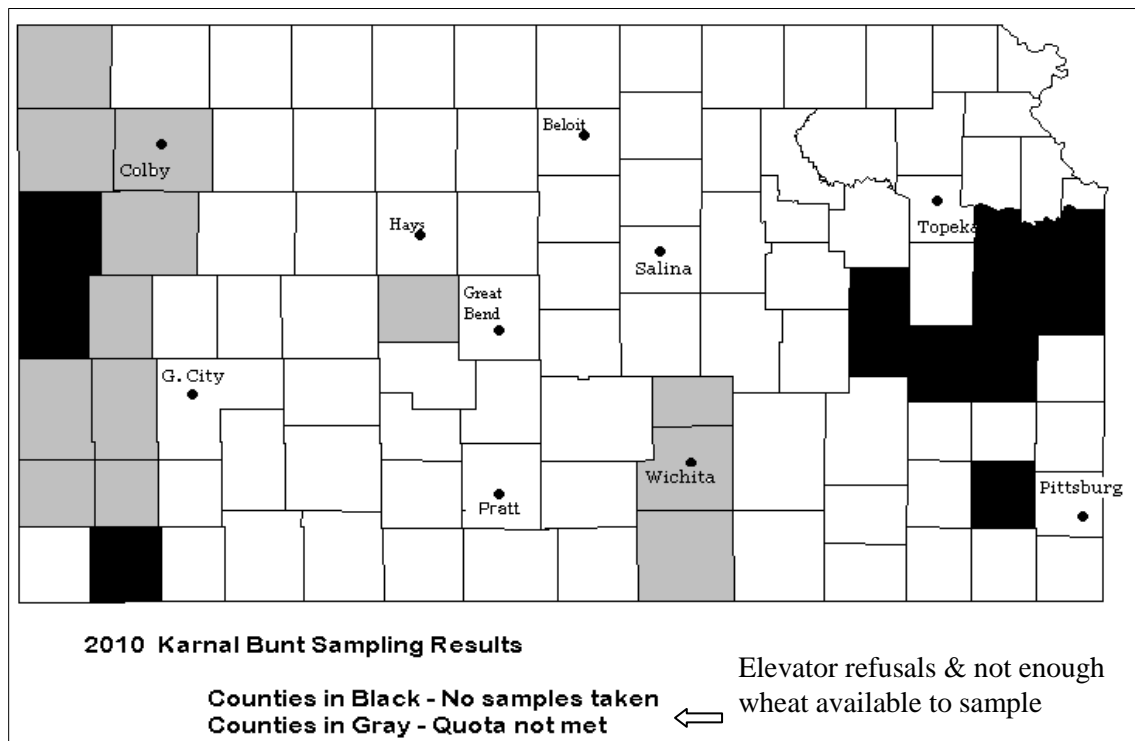 Beloit
Colby
Hays
Topeka
Salina
Great
Bend
G. City
Wichita
Pratt
Pittsburg
2010 Karnal Bunt Sampling Results
Counties in Black - No samples taken
Counties in Gray - Quota not met
Elevator refusals & not enough
wheat available to sample